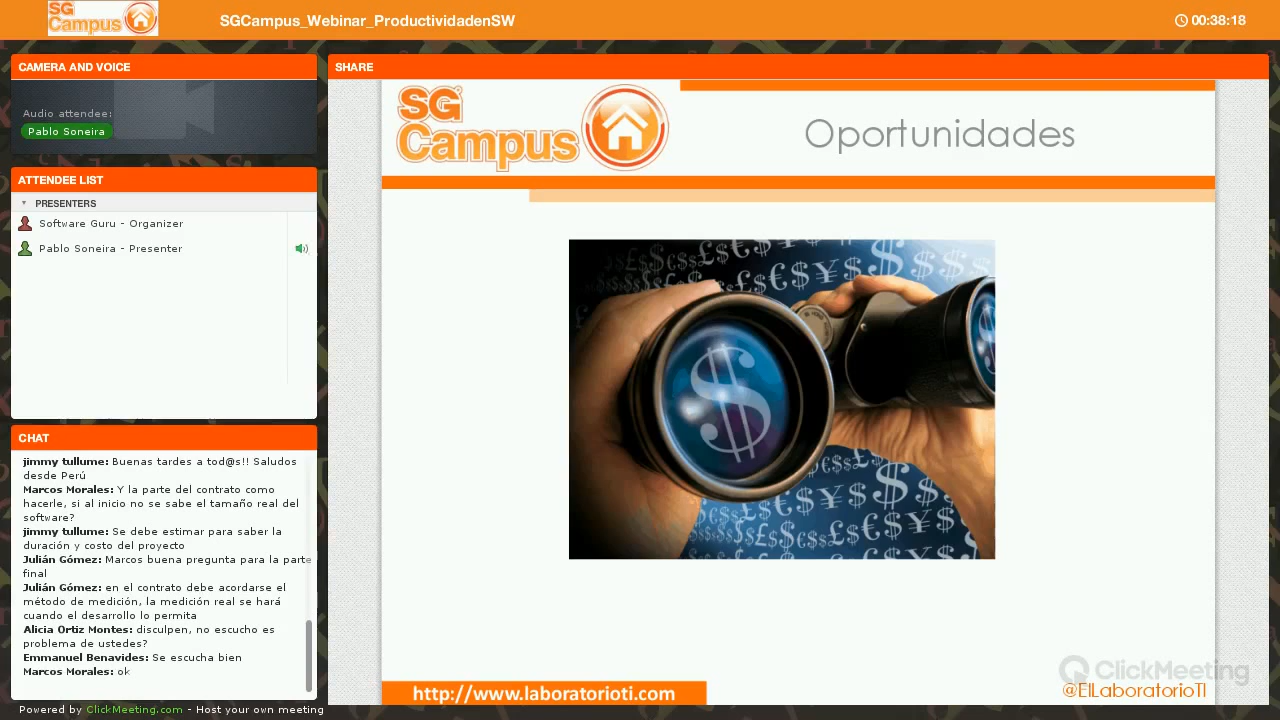 SG
Campus
SGCampus_Webinar_ProductividadenSW
00:38:18
CAMERA AND VOICE
Audio attendee:
Pablo Soneira
ATTENDEE LIST
PRESENTERS
Software Guru - Organizer
Pablo Soneira - Presenter
CHAT
jimmy tullume: Buenas tardes a tod@s!! Saludos
desde Perú
Marcos Morales: Y la parte del contrato como
hacerle, si al inicio no se sabe el tamaño real del
software?
jimmy tullume: Se debe estimar para saber la
duración y costo del proyecto
Julián Gómez: Marcos buena pregunta para la parte
final
Julián Gómez: en el contrato debe acordarse el
método de medición, la medición real se hará
cuando el desarrollo lo permita
Alicia Ortiz Montes: disculpen, no escucho es
problema de ustedes?
Emmanuel Benavides: Se escucha bien
Marcos Morales: ok
Powered by ClickMeeting.com - Host your own meeting
SHARE
SG
Campus
Oportunidades
http://www.laboratorioti.com
ClickMeeting
@ElLaboratorioTI